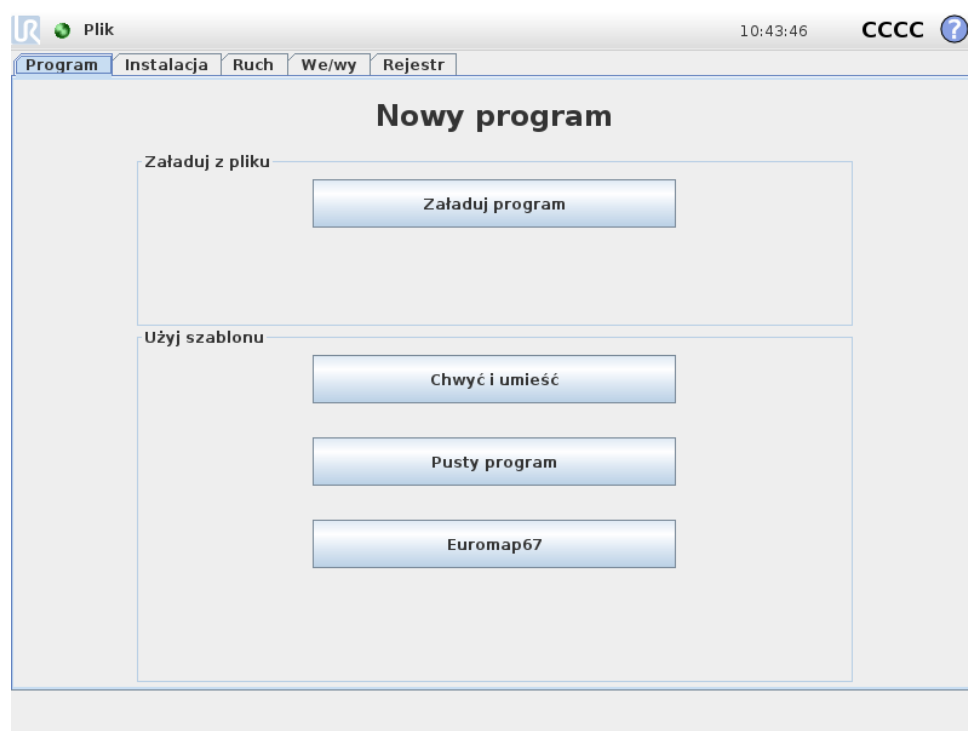 UR Plik 10:43:46 CCCC ?
Program Instalacja Ruch We/wy Rejestr
Nowy program
Załaduj z pliku
Załaduj program
Użyj szablonu
Chwyć i umieść
Pusty program
Euromap67